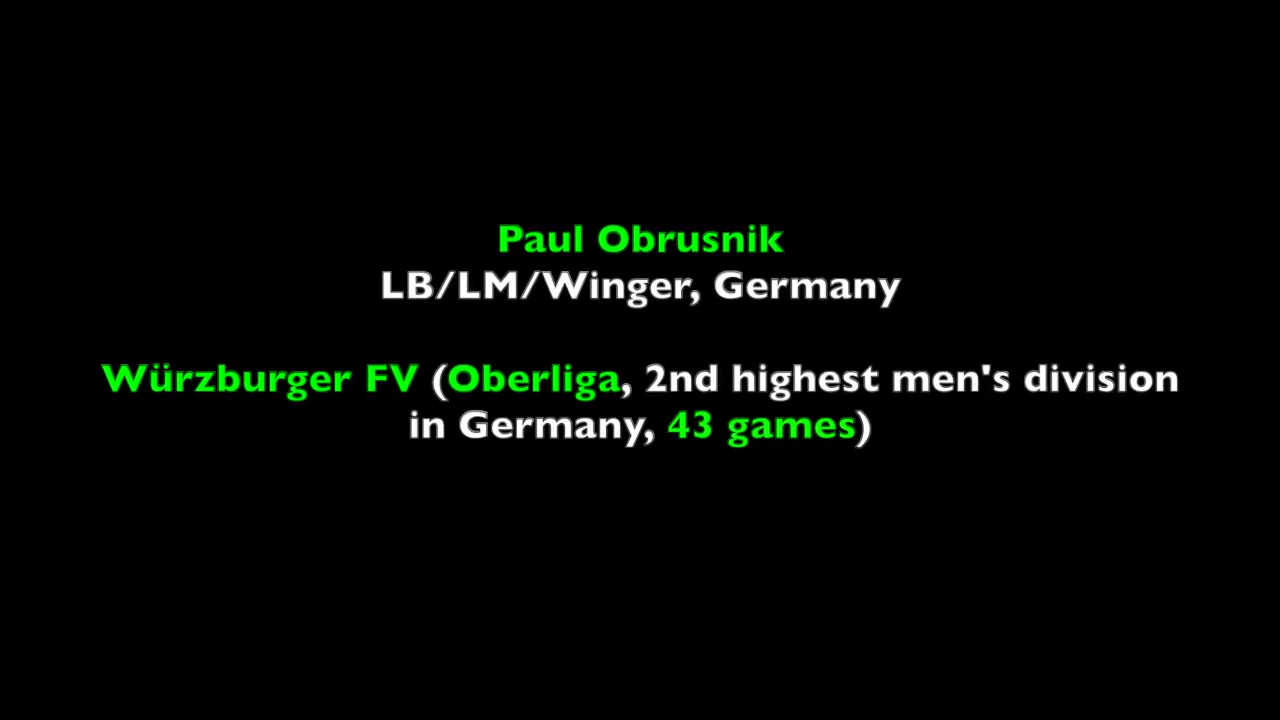 Paul Obrusnik
LB/LM/Winger, Germany
Würzburger FV (Oberliga, 2nd highest men's division
in Germany, 43 games)